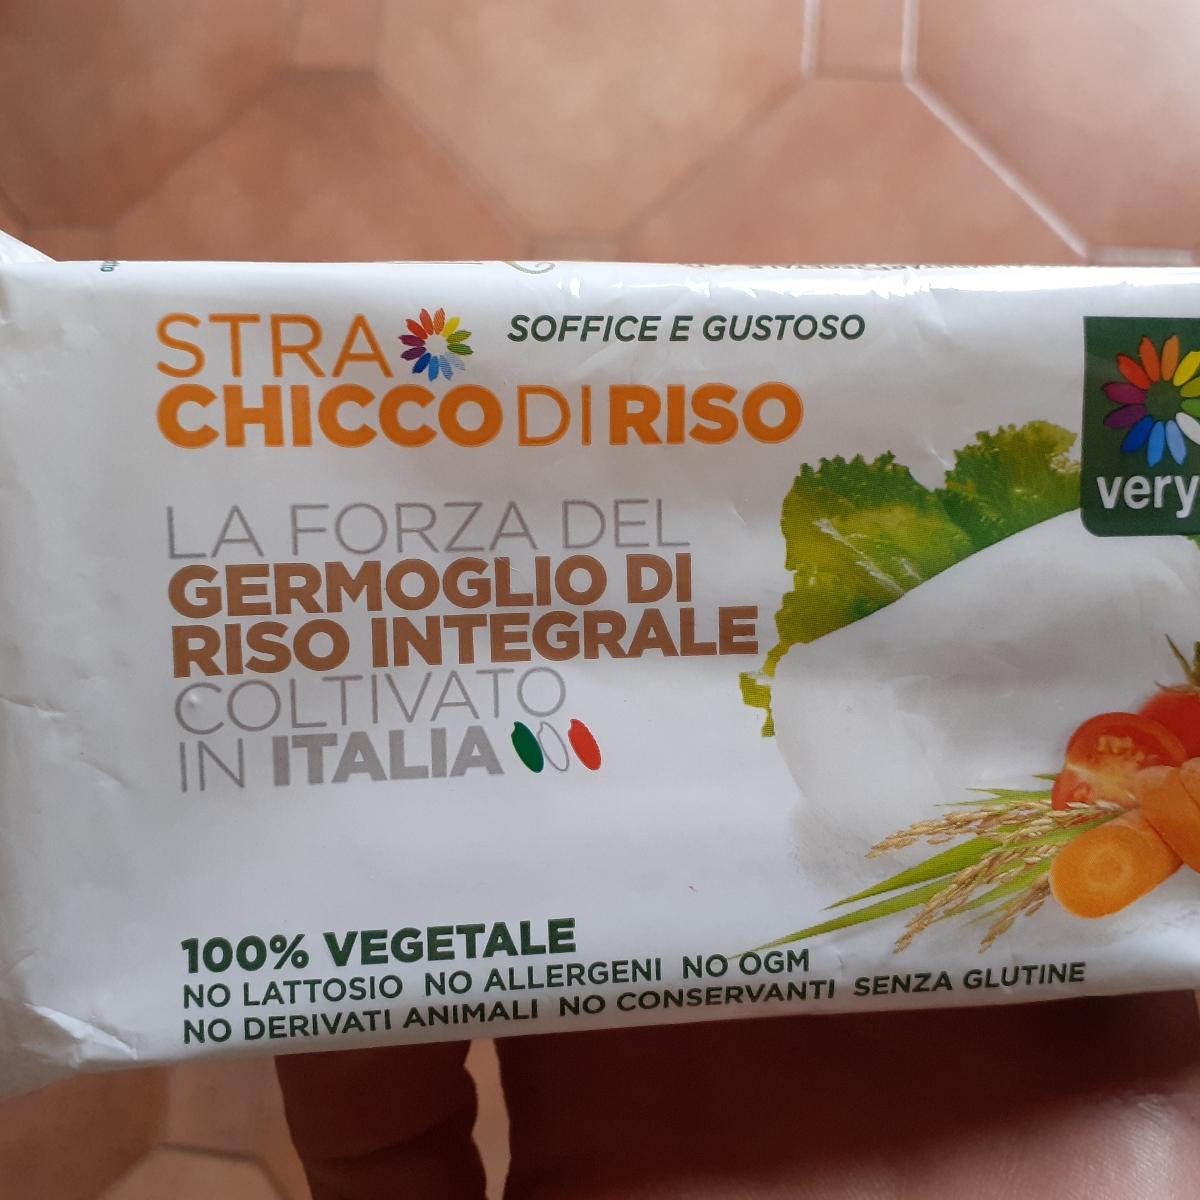 STRA
SOFFICE E GUSTOSO
CHICCO DI RISO
very
LA FORZA DEL
GERMOGLIO DI
RISO INTEGRALE
COLTIVATO
IN ITALIA
100% VEGETALE
NO LATTOSIO NO ALLERGENI NO OGM
NO DERIVATI ANIMALI NO CONSERVANTI SENZA GLUTINE